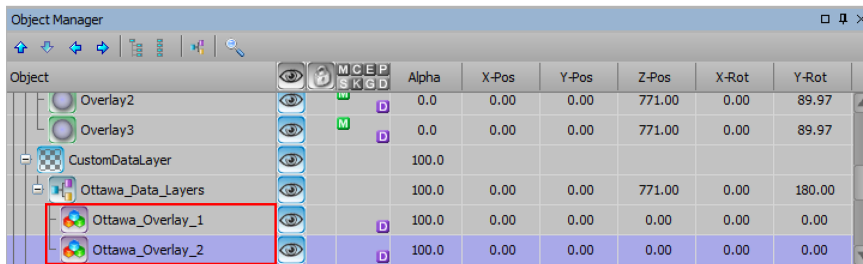 Object Manager
Object M C E P S K G D Alpha X-Pos Y-Pos Z-Pos X-Rot Y-Rot
Overlay2 M D 0.0 0.00 0.00 771.00 0.00 89.97
Overlay3 M D 0.0 0.00 0.00 771.00 0.00 89.97
CustomDataLayer 100.0
Ottawa_Data_Layers 100.0 0.00 0.00 771.00 0.00 180.00
Ottawa_Overlay_1 D 100.0 0.00 0.00 0.00 0.00 0.00
Ottawa_Overlay_2 D 100.0 0.00 0.00 0.00 0.00 0.00